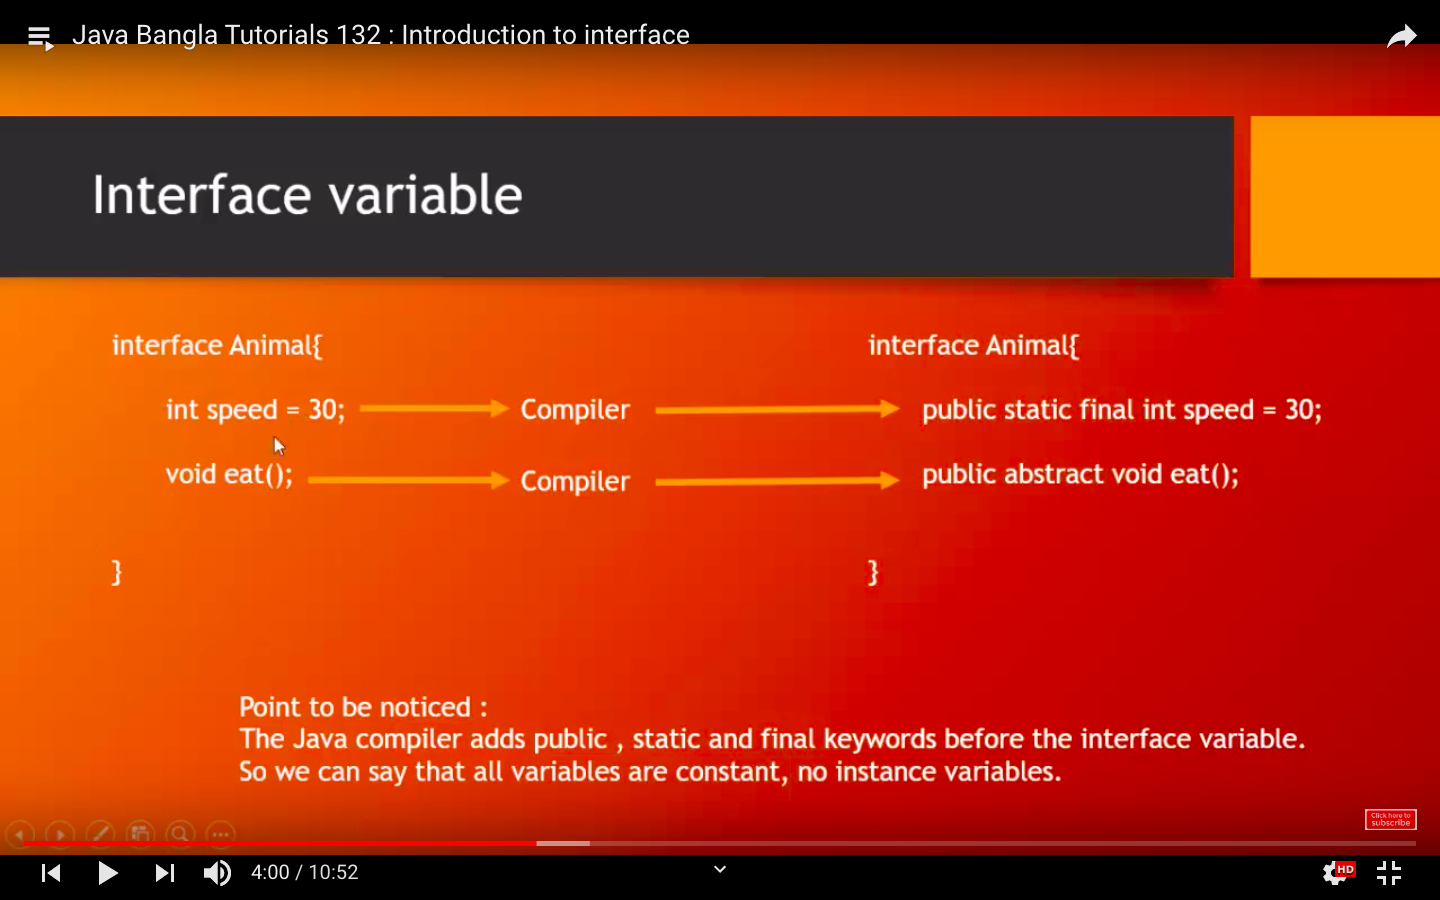 Java Bangla Tutorials 132 : Introduction to interface
Interface variable
interface Animal{
int speed = 30;
Compiler
void eat();
Compiler
}
interface Animal{
public static final int speed = 30;
public abstract void eat();
}
Point to be noticed :
The Java compiler adds public , static and final keywords before the interface variable.
So we can say that all variables are constant, no instance variables.
Click here to
subscribe
4:00 / 10:52
HD